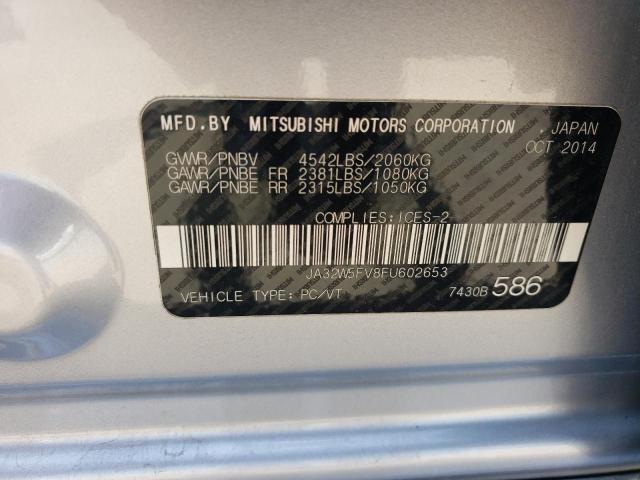 MFD.BY MITSUBISHI MOTORS CORPORATION , JAPAN
OCT 2014
GVWR/PNBV 4542LBS/2060KG
GAWR/PNBE FR 2381LBS/1080KG
GAWR/PNBE RR 2315LBS/1050KG
COMPLIES:ICES-2
JA32W5FV8FU602653
VEHICLE TYPE: PC/VT 7430B 586